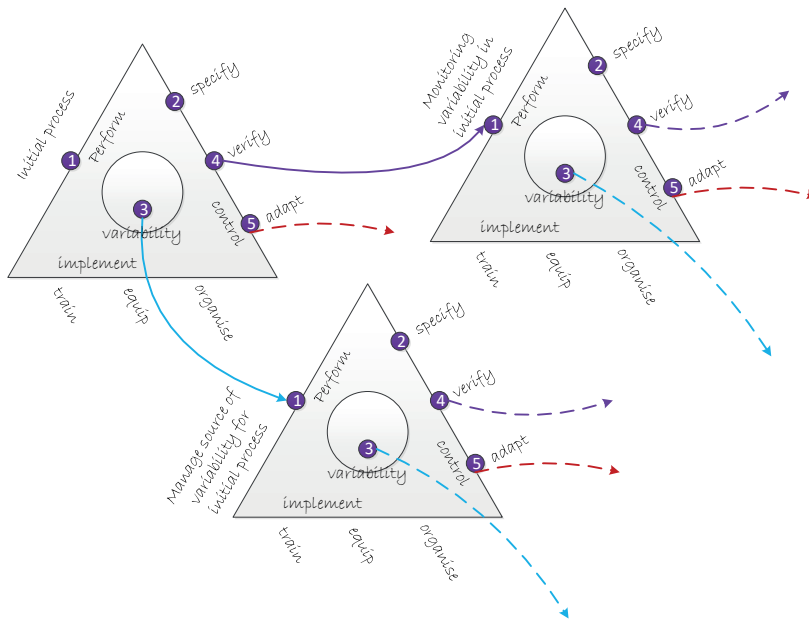 Initial process
1
Perform
2
specify
4
verify
3
variability
control
5
adapt
implement
train
equip
organise
Monitoring
variability in
initial process
1
Perform
2
specify
4
verify
3
variability
control
5
adapt
implement
train
equip
organise
Manage source of
variability for
initial process
1
Perform
2
specify
4
verify
3
variability
control
5
adapt
implement
train
equip
organise